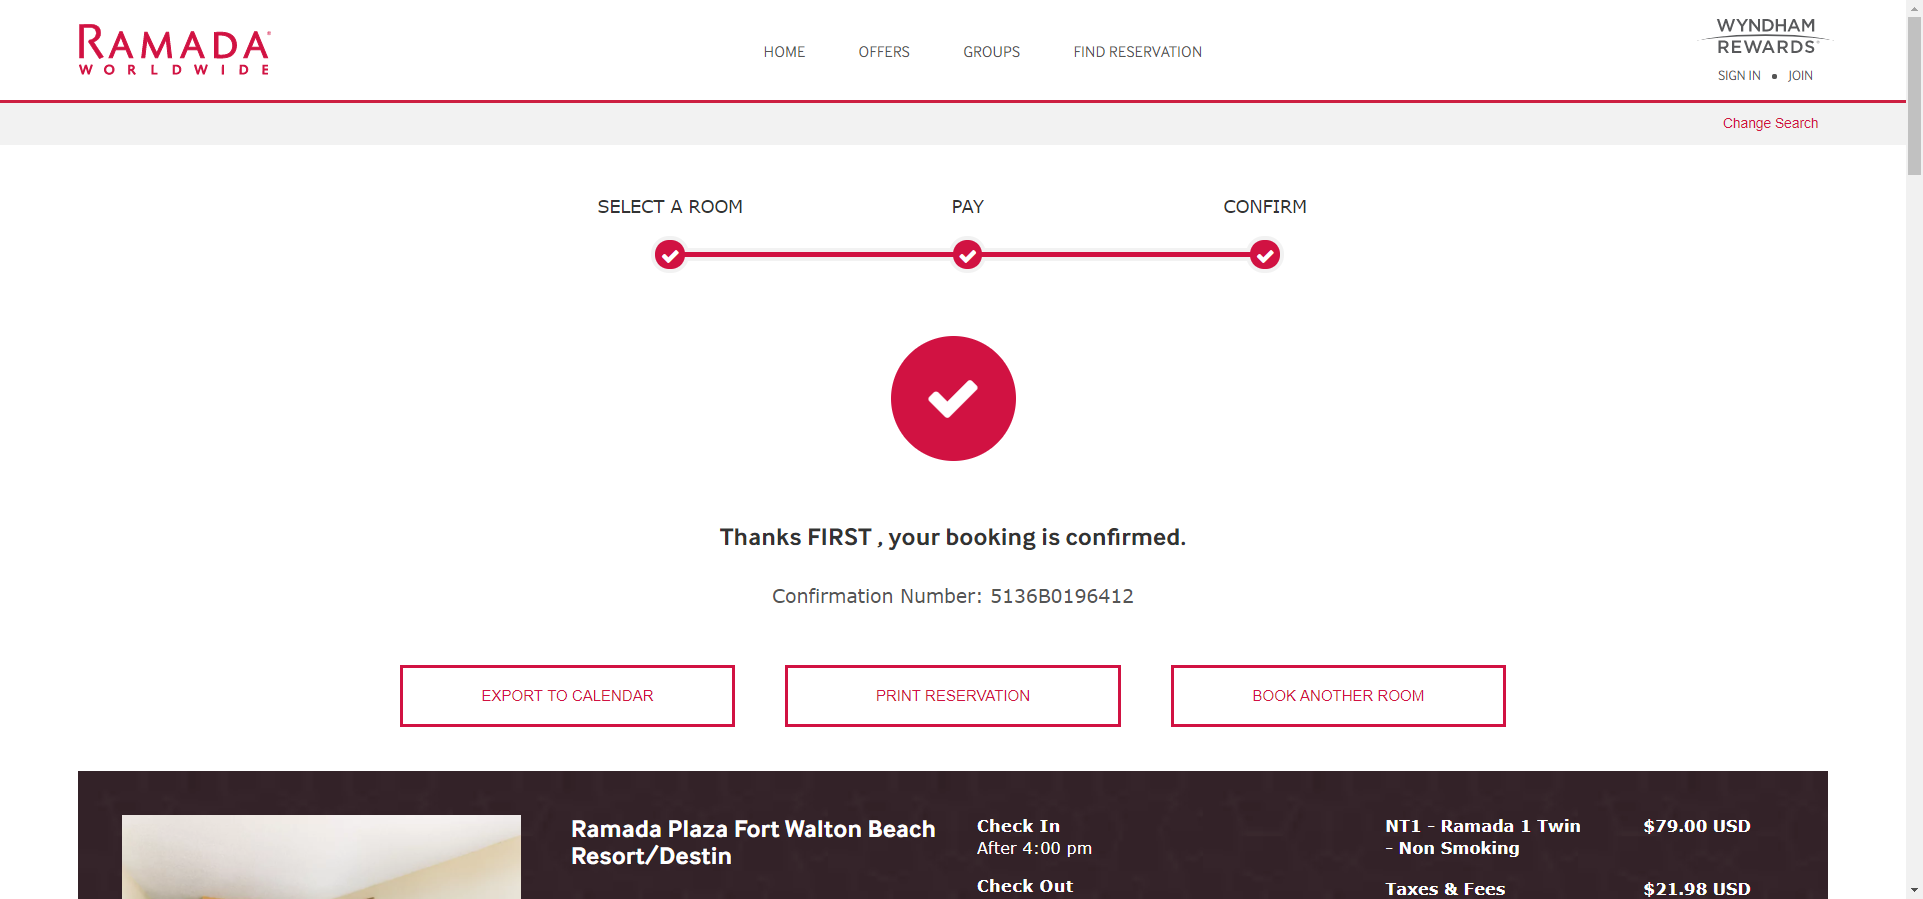 RAMADA
WORLDWIDE
HOME OFFERS GROUPS FIND RESERVATION
WYNDHAM
REWARDS
SIGN IN • JOIN
Change Search
SELECT A ROOM PAY CONFIRM
Thanks FIRST , your booking is confirmed.
Confirmation Number: 5136B0196412
EXPORT TO CALENDAR PRINT RESERVATION BOOK ANOTHER ROOM
Ramada Plaza Fort Walton Beach
Resort/Destin
Check In
After 4:00 pm
Check Out
NT1 - Ramada 1 Twin $79.00 USD
- Non Smoking
Taxes & Fees $21.98 USD